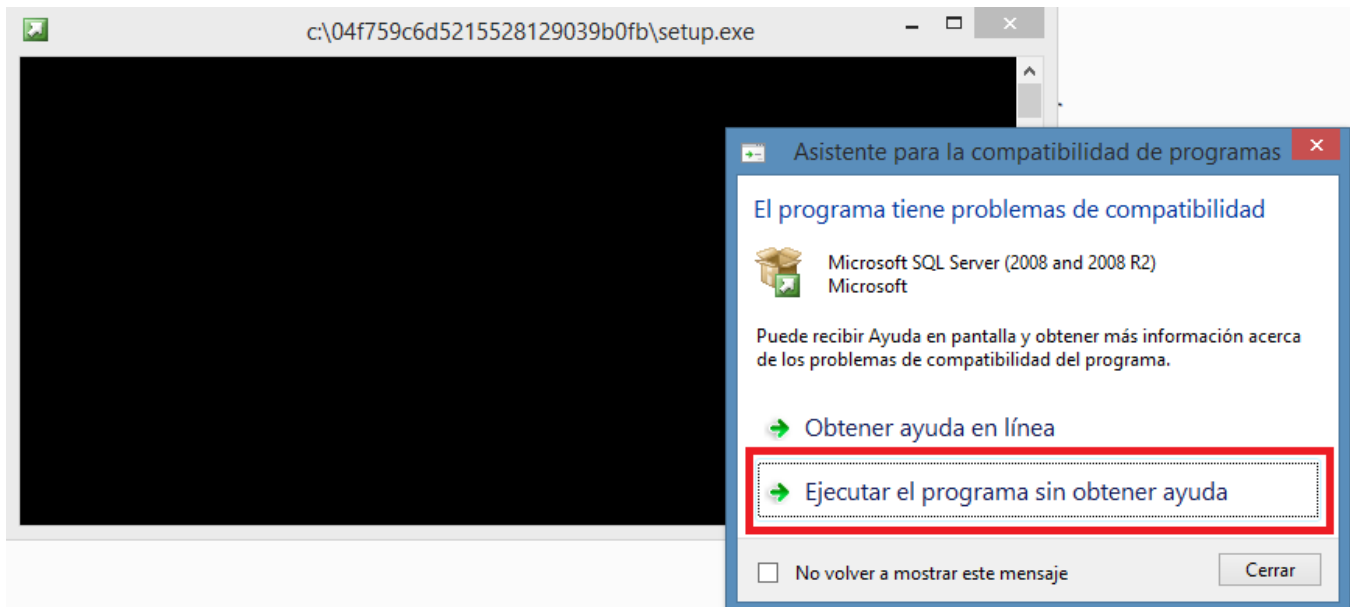 c:\04f759c6d5215528129039b0fb\setup.exe
Asistente para la compatibilidad de programas
El programa tiene problemas de compatibilidad
Microsoft SQL Server (2008 and 2008 R2)
Microsoft
Puede recibir Ayuda en pantalla y obtener más información acerca
de los problemas de compatibilidad del programa.
Obtener ayuda en línea
Ejecutar el programa sin obtener ayuda
No volver a mostrar este mensaje
Cerrar